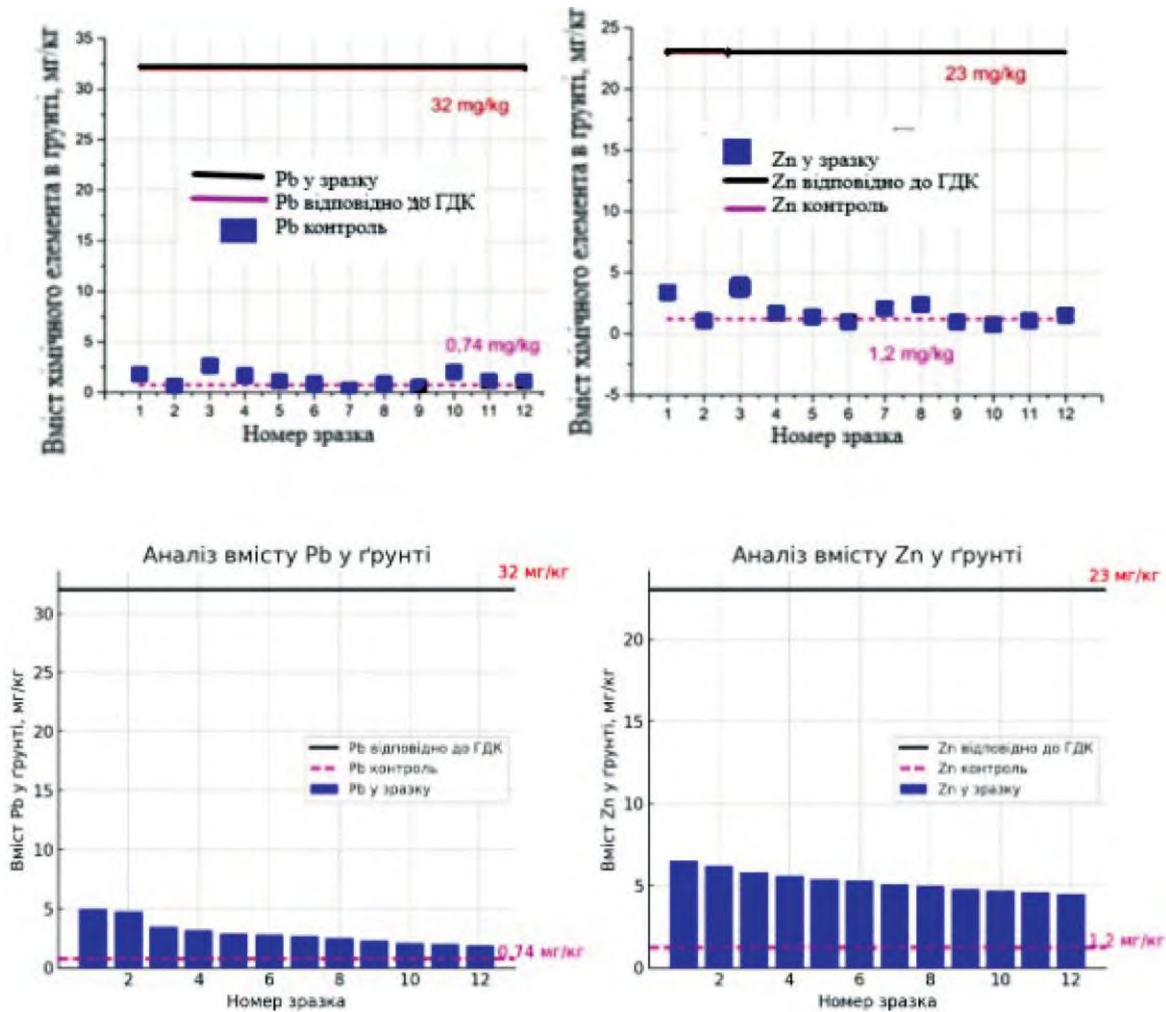 Вміст хімічного елемента в ґрунті, мг/кг
35
30
25
20
15
10
5
0
32 mg/kg
Pb у зразку
Pb відповідно до ГДК
Pb контроль
0,74 mg/kg
1 2 3 4 5 6 7 8 9 10 11 12
Номер зразка
Вміст хімічного елемента в ґрунті, мг/кг
25
20
15
10
5
0
-5
23 mg/kg
Zn у зразку
Zn відповідно до ГДК
Zn контроль
1,2 mg/kg
1 2 3 4 5 6 7 8 9 10 11 12
Номер зразка
Аналіз вмісту Pb у ґрунті
32 мг/кг
Вміст Pb у ґрунті, мг/кг
30
25
20
15
10
5
0
Pb відповідно до ГДК
Pb контроль
Pb у зразку
0,74 мг/кг
2 4 6 8 10 12
Номер зразка
Аналіз вмісту Zn у ґрунті
23 мг/кг
Вміст Zn у ґрунті, мг/кг
20
15
10
5
0
Zn відповідно до ГДК
Zn контроль
Zn у зразку
1,2 мг/кг
2 4 6 8 10 12
Номер зразка